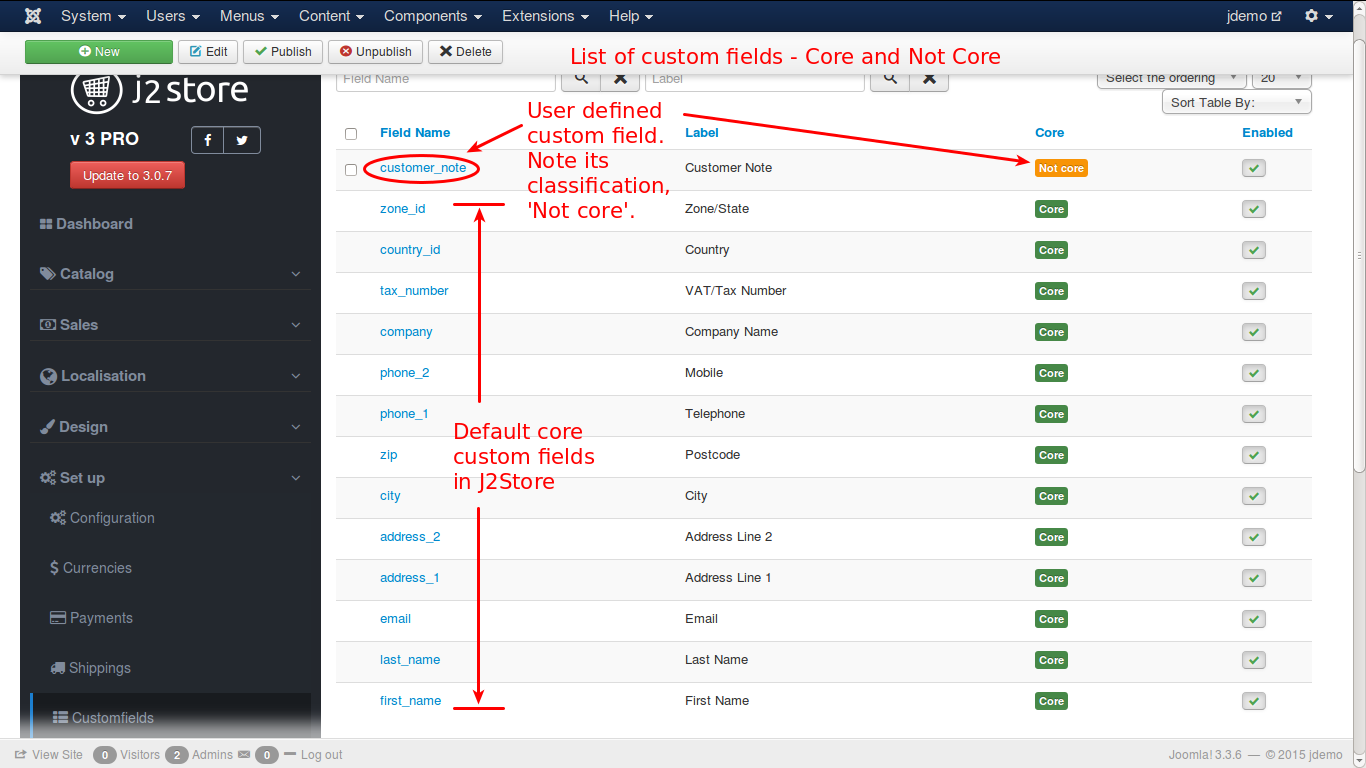 System Users Menus Content Components Extensions Help jdemo
New Edit Publish Unpublish Delete
List of custom fields - Core and Not Core
j2store
v 3 PRO
Update to 3.0.7
Dashboard
Catalog
Sales
Localisation
Design
Set up
Configuration
$ Currencies
Payments
Shippings
Customfields
Field Name Label Select the ordering 20
Sort Table By:
Field Name Label Core Enabled
User defined
custom field.
Note its
classification,
'Not core'.
customer_note Customer Note Not core
zone_id Zone/State Core
country_id Country Core
tax_number VAT/Tax Number Core
company Company Name Core
phone_2 Mobile Core
phone_1 Telephone Core
Default core
custom fields
in J2Store
zip Postcode Core
city City Core
address_2 Address Line 2 Core
address_1 Address Line 1 Core
email Email Core
last_name Last Name Core
first_name First Name Core
View Site 0 Visitors 2 Admins 0 Log out Joomla! 3.3.6 — © 2015 jdemo